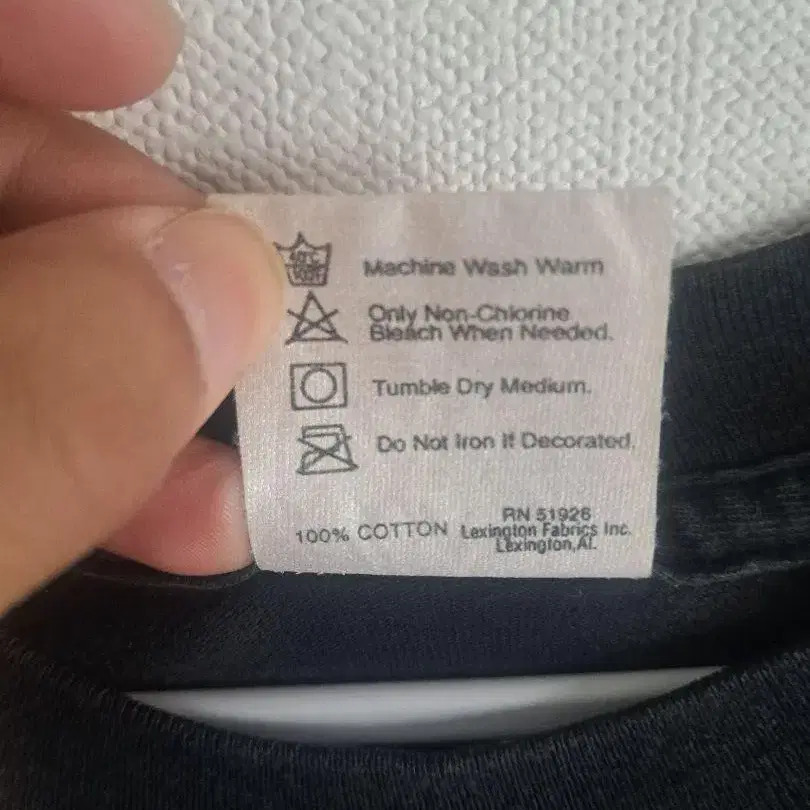 40°C
Machine Wash Warm
Only Non-Chlorine
Bleach When Needed.
Tumble Dry Medium.
Do Not Iron If Decorated.
100% COTTON
RN 51926
Lexington Fabrics Inc.
Lexington, Al.